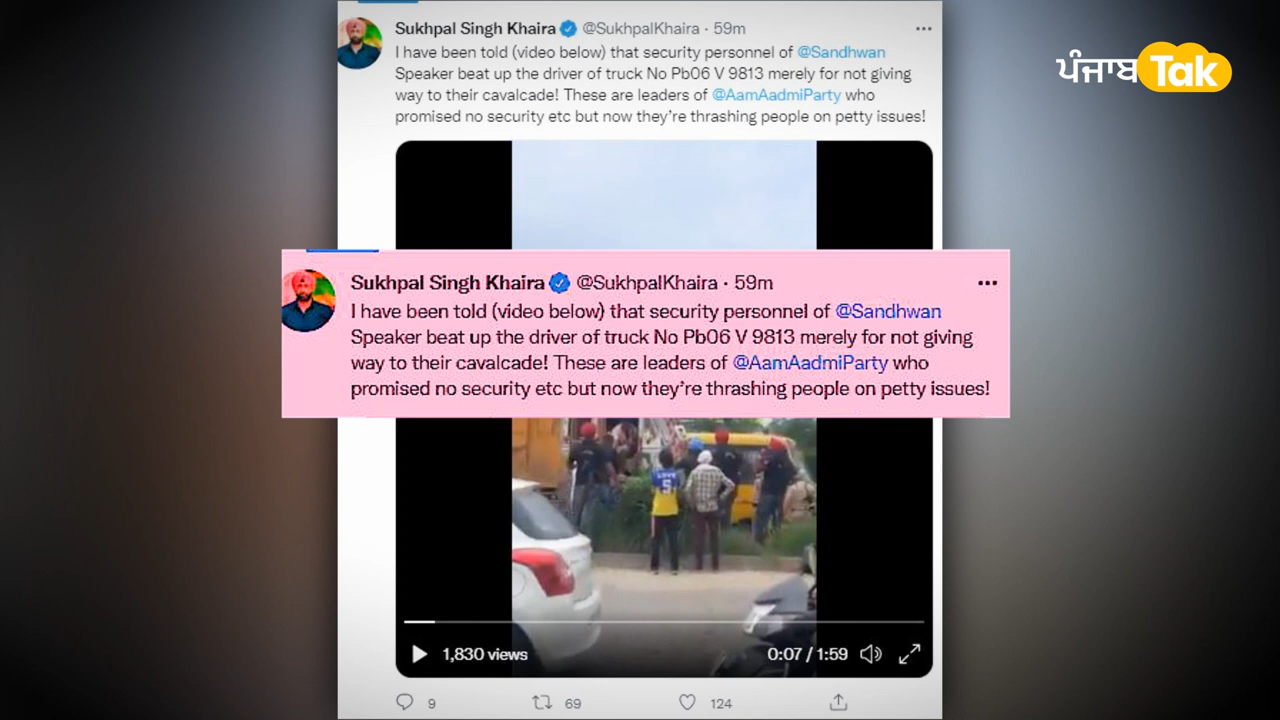 Sukhpal Singh Khaira @SukhpalKhaira · 59m
I have been told (video below) that security personnel of @Sandhwan
Speaker beat up the driver of truck No Pb06 V 9813 merely for not giving
way to their cavalcade! These are leaders of @AamAadmiParty who
promised no security etc but now they're thrashing people on petty issues!
ਪੰਜਾਬ Tak
Sukhpal Singh Khaira @SukhpalKhaira · 59m
I have been told (video below) that security personnel of @Sandhwan
Speaker beat up the driver of truck No Pb06 V 9813 merely for not giving
way to their cavalcade! These are leaders of @AamAadmiParty who
promised no security etc but now they're thrashing people on petty issues!
5
1,830 views
0:07 / 1:59
9 69 124